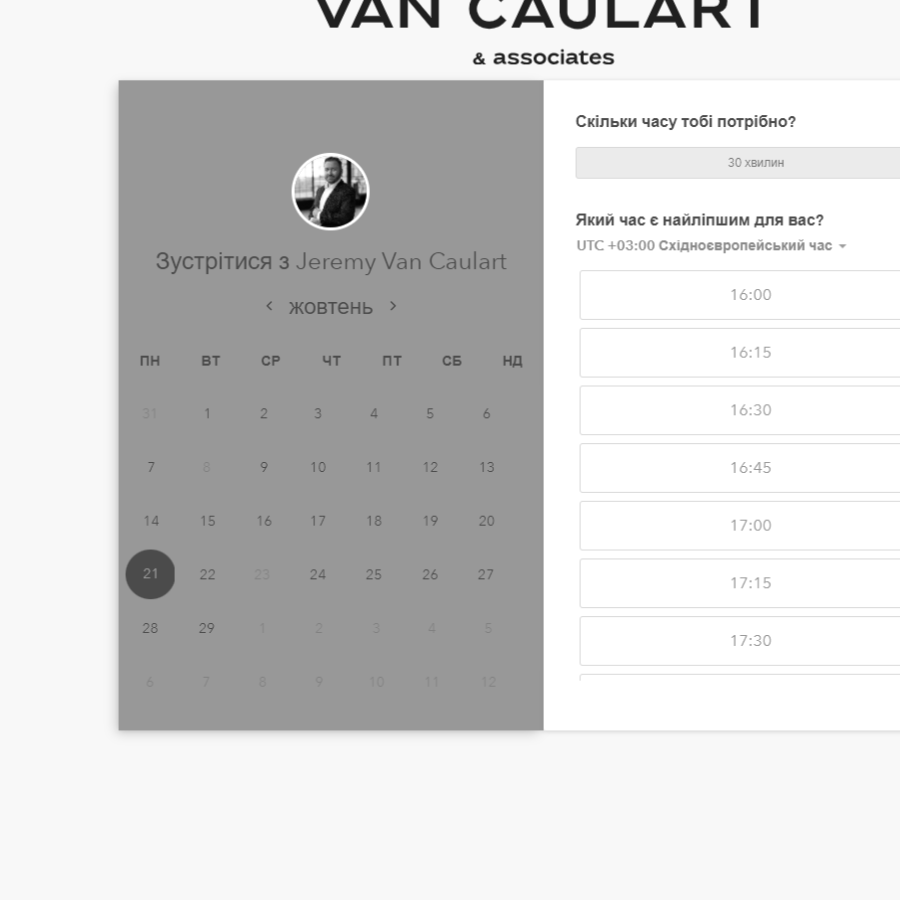 VAN CAULART
& associates
Зустрітися з Jeremy Van Caulart
жовтень
ПН ВТ СР ЧТ ПТ СБ НД
31 1 2 3 4 5 6
7 8 9 10 11 12 13
14 15 16 17 18 19 20
21 22 23 24 25 26 27
28 29 1 2 3 4 5
6 7 8 9 10 11 12
Скільки часу тобі потрібно?
30 хвилин
Який час є найліпшим для вас?
UTC +03:00 Східноєвропейський час
16:00
16:15
16:30
16:45
17:00
17:15
17:30